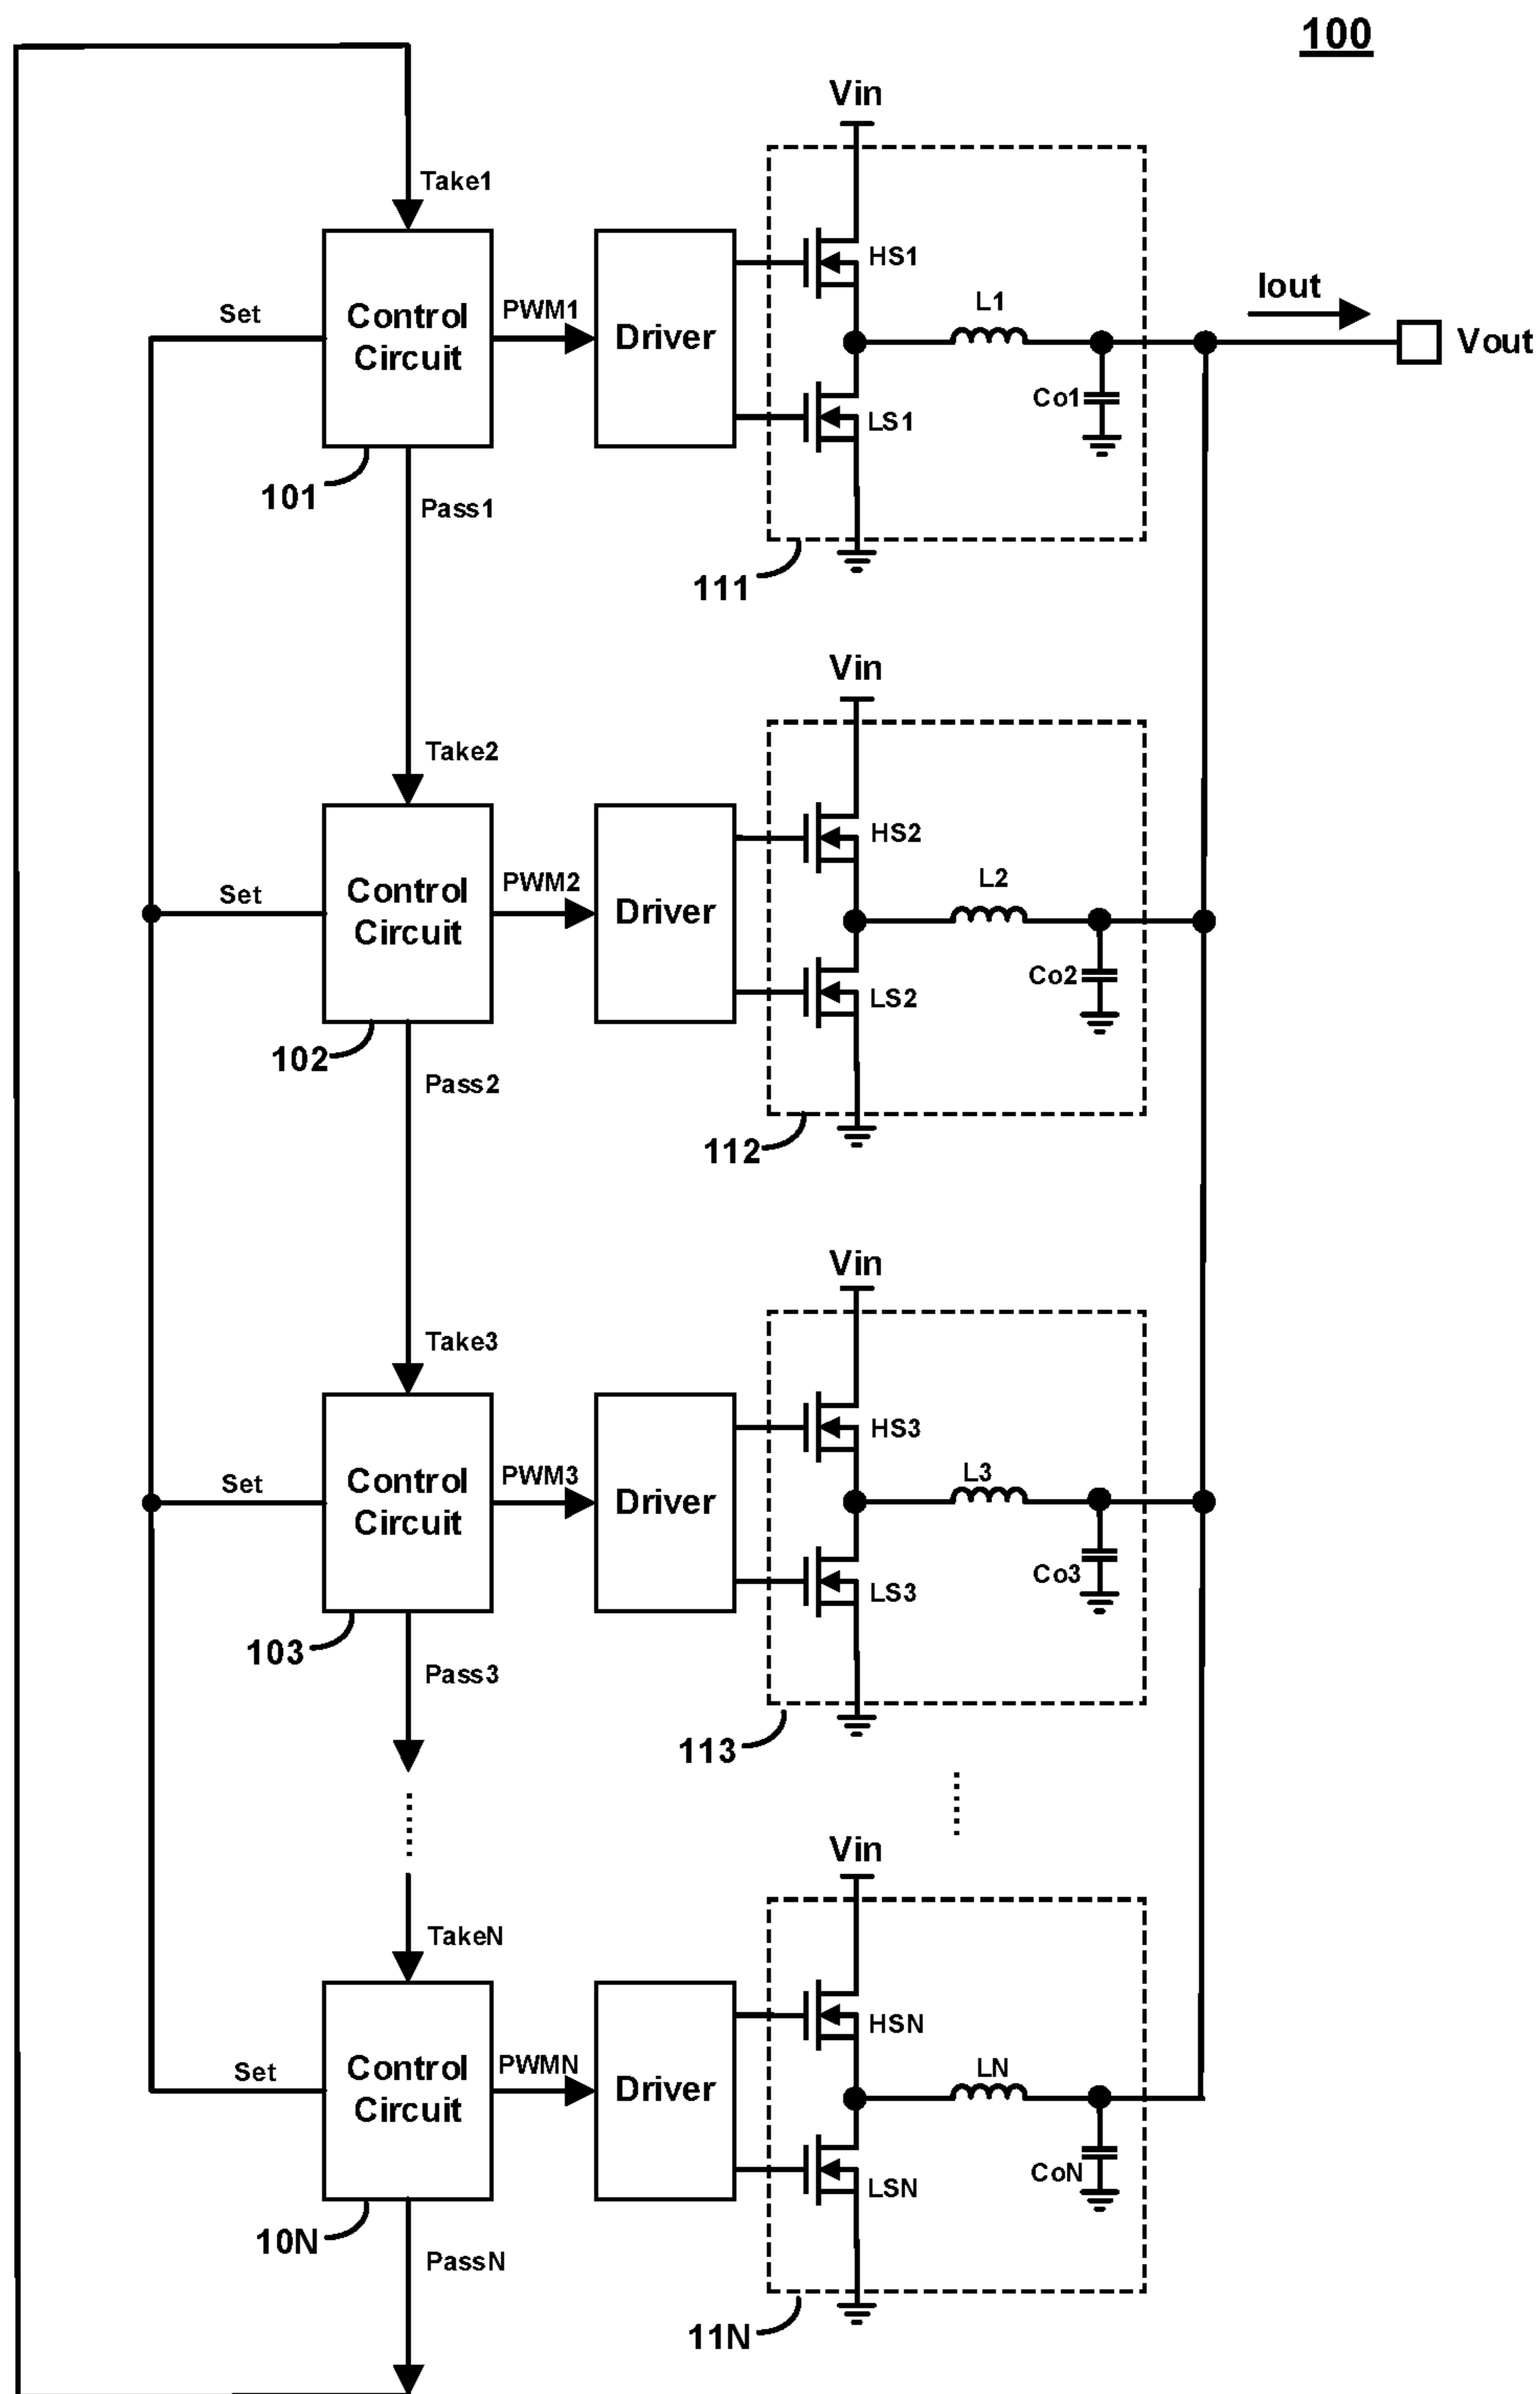 100
Vin
Take1
HS1
Set
Control
Circuit
PWM1
Driver
L1
Iout
Vout
Co1
LS1
101
Pass1
111
Vin
Take2
HS2
Set
Control
Circuit
PWM2
Driver
L2
Co2
LS2
102
Pass2
112
Vin
Take3
HS3
Set
Control
Circuit
PWM3
Driver
L3
Co3
LS3
103
Pass3
113
Vin
TakeN
HSN
Set
Control
Circuit
PWMN
Driver
LN
CoN
LSN
10N
PassN
11N